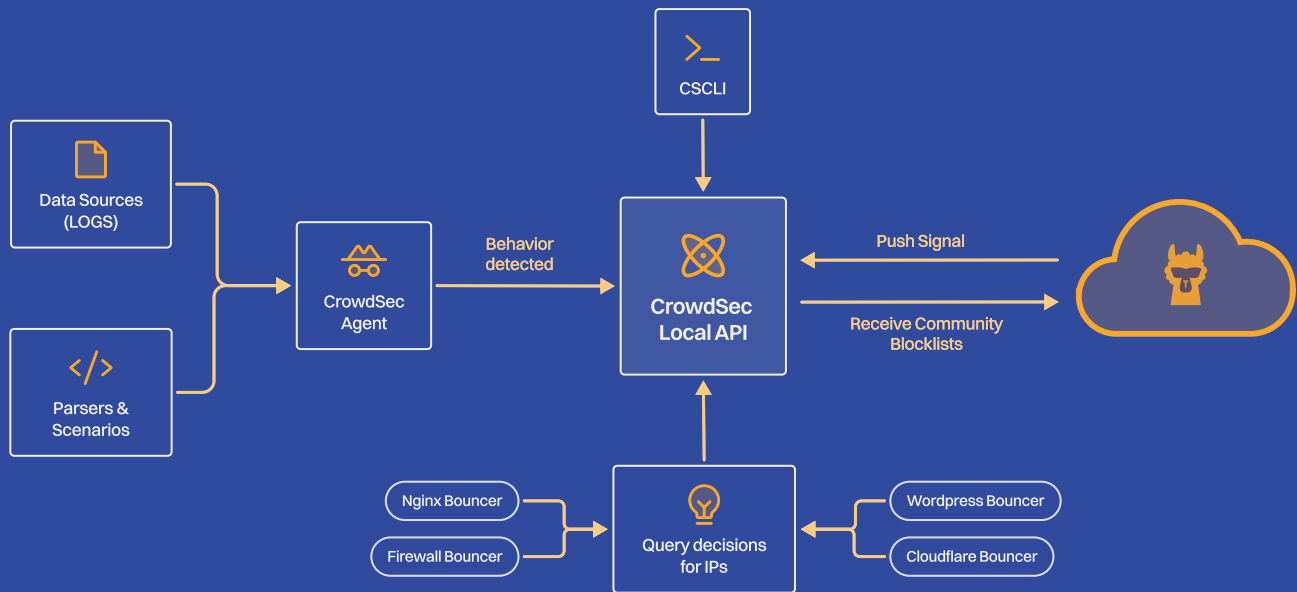 CSCLI
Data Sources
(LOGS)
Parsers &
Scenarios
CrowdSec
Agent
Behavior
detected
CrowdSec
Local API
Push Signal
Receive Community
Blocklists
Nginx Bouncer
Firewall Bouncer
Query decisions
for IPs
Wordpress Bouncer
Cloudflare Bouncer